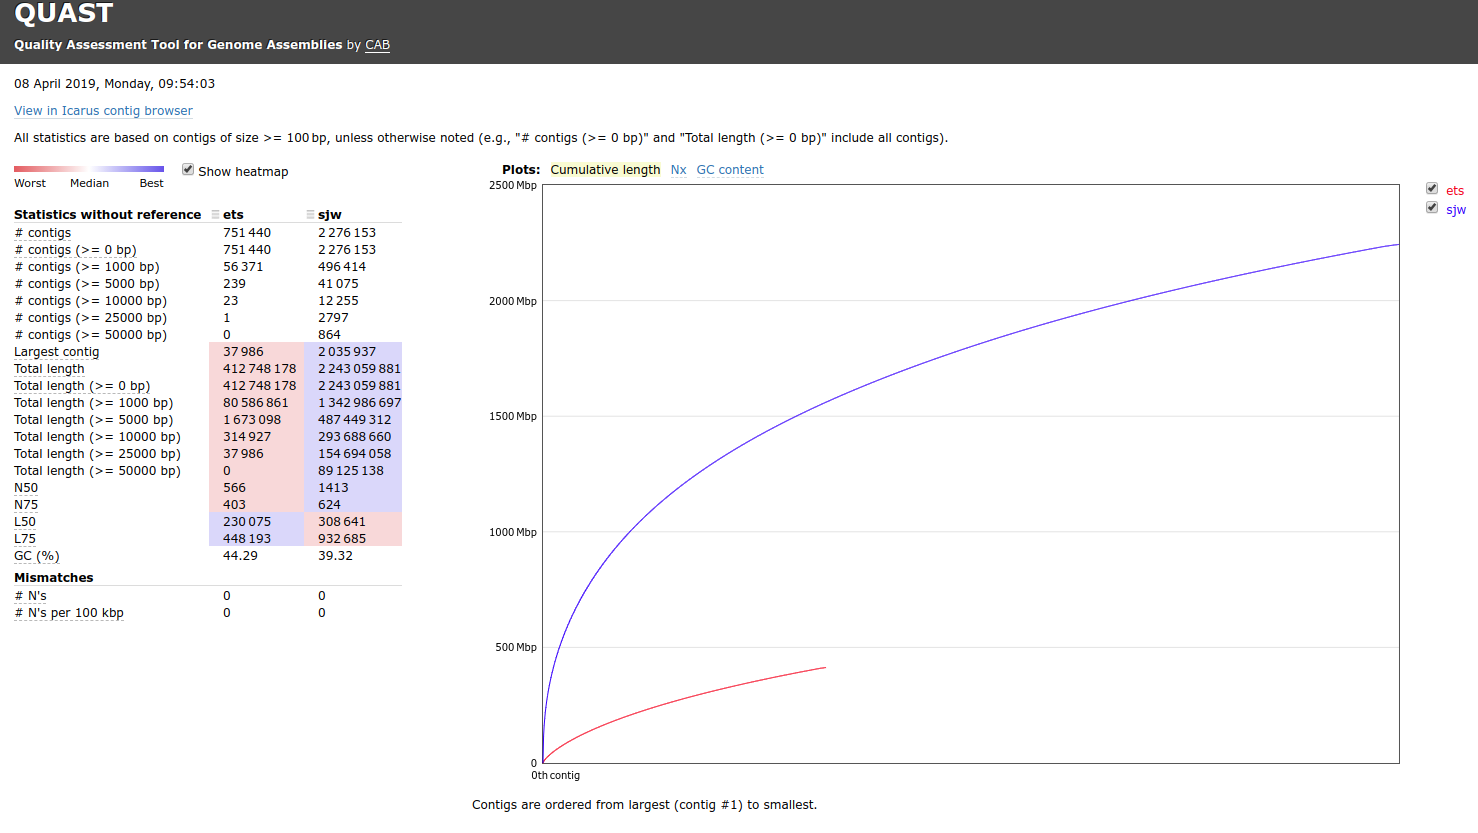 QUAST
Quality Assessment Tool for Genome Assemblies by CAB
08 April 2019, Monday, 09:54:03
View in Icarus contig browser
All statistics are based on contigs of size >= 100 bp, unless otherwise noted (e.g., "# contigs (>= 0 bp)" and "Total length (>= 0 bp)" include all contigs).
Worst Median Best
Show heatmap
Statistics without reference ets sjw
# contigs 751 440 2 276 153
# contigs (>= 0 bp) 751 440 2 276 153
# contigs (>= 1000 bp) 56 371 496 414
# contigs (>= 5000 bp) 239 41 075
# contigs (>= 10000 bp) 23 12 255
# contigs (>= 25000 bp) 1 2797
# contigs (>= 50000 bp) 0 864
Largest contig 37 986 2 035 937
Total length 412 748 178 2 243 059 881
Total length (>= 0 bp) 412 748 178 2 243 059 881
Total length (>= 1000 bp) 80 586 861 1 342 986 697
Total length (>= 5000 bp) 1 673 098 487 449 312
Total length (>= 10000 bp) 314 927 293 688 660
Total length (>= 25000 bp) 37 986 154 694 058
Total length (>= 50000 bp) 0 89 125 138
N50 566 1413
N75 403 624
L50 230 075 308 641
L75 448 193 932 685
GC (%) 44.29 39.32
Mismatches
# N's 0 0
# N's per 100 kbp 0 0
Plots: Cumulative length Nx GC content
2500 Mbp
2000 Mbp
1500 Mbp
1000 Mbp
500 Mbp
0
0th contig
ets
sjw
Contigs are ordered from largest (contig #1) to smallest.